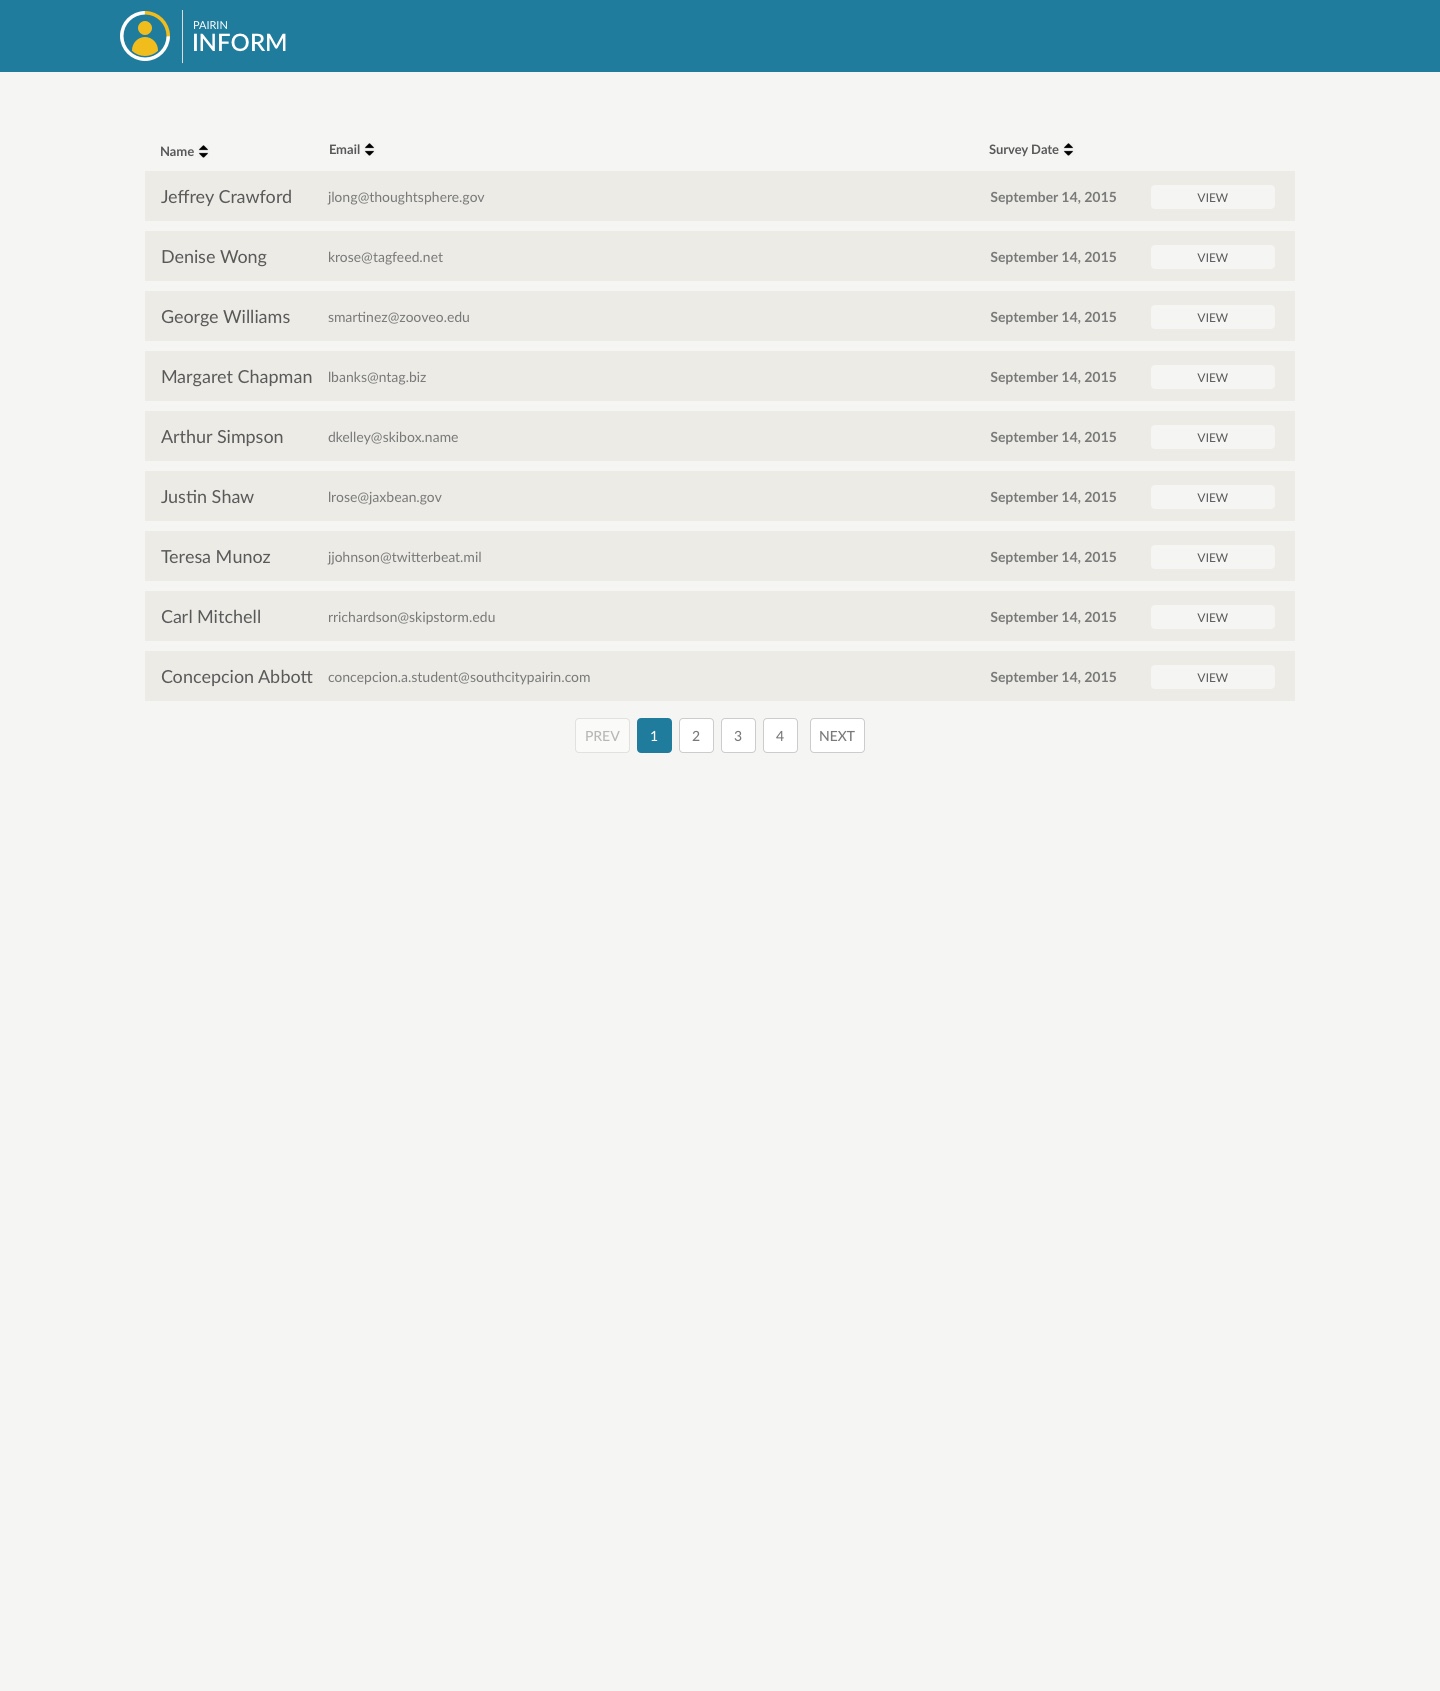 PAIRIN
INFORM
Name Email Survey Date
Jeffrey Crawford jlong@thoughtsphere.gov September 14, 2015 VIEW
Denise Wong krose@tagfeed.net September 14, 2015 VIEW
George Williams smartinez@zooveo.edu September 14, 2015 VIEW
Margaret Chapman lbanks@ntag.biz September 14, 2015 VIEW
Arthur Simpson dkelley@skibox.name September 14, 2015 VIEW
Justin Shaw lrose@jaxbean.gov September 14, 2015 VIEW
Teresa Munoz jjohnson@twitterbeat.mil September 14, 2015 VIEW
Carl Mitchell rrichardson@skipstorm.edu September 14, 2015 VIEW
Concepcion Abbott concepcion.a.student@southcitypairin.com September 14, 2015 VIEW
PREV 1 2 3 4 NEXT